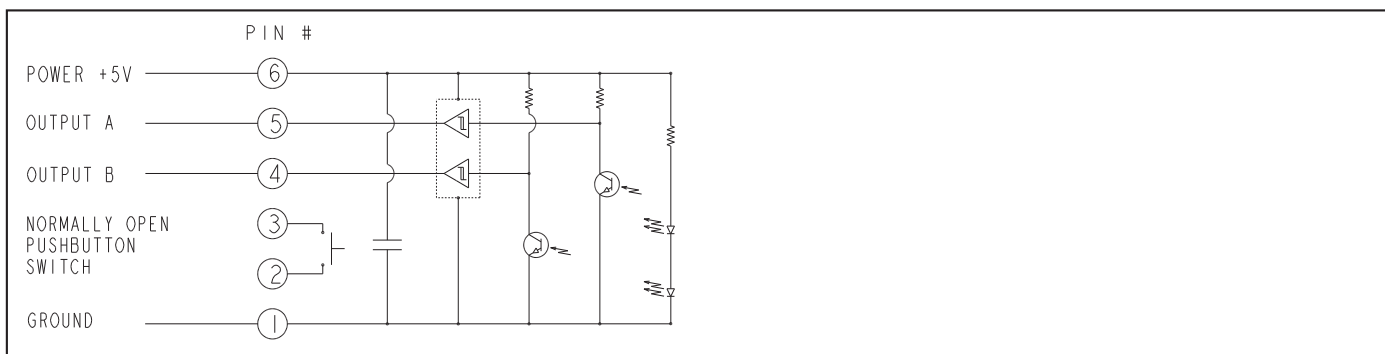 PIN #
POWER +5V 6
OUTPUT A 5
OUTPUT B 4
NORMALLY OPEN 3
PUSHBUTTON
SWITCH 2
GROUND 1